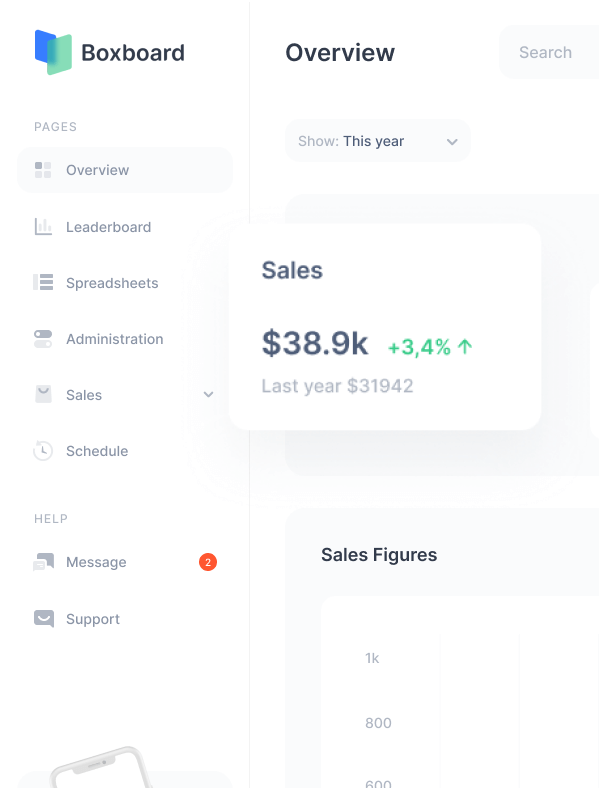 Boxboard
PAGES
Overview
Leaderboard
Spreadsheets
Administration
Sales
Schedule
HELP
Message 2
Support
Overview
Search
Show: This year
Sales
$38.9k +3,4% ↑
Last year $31942
Sales Figures
1k
800
600